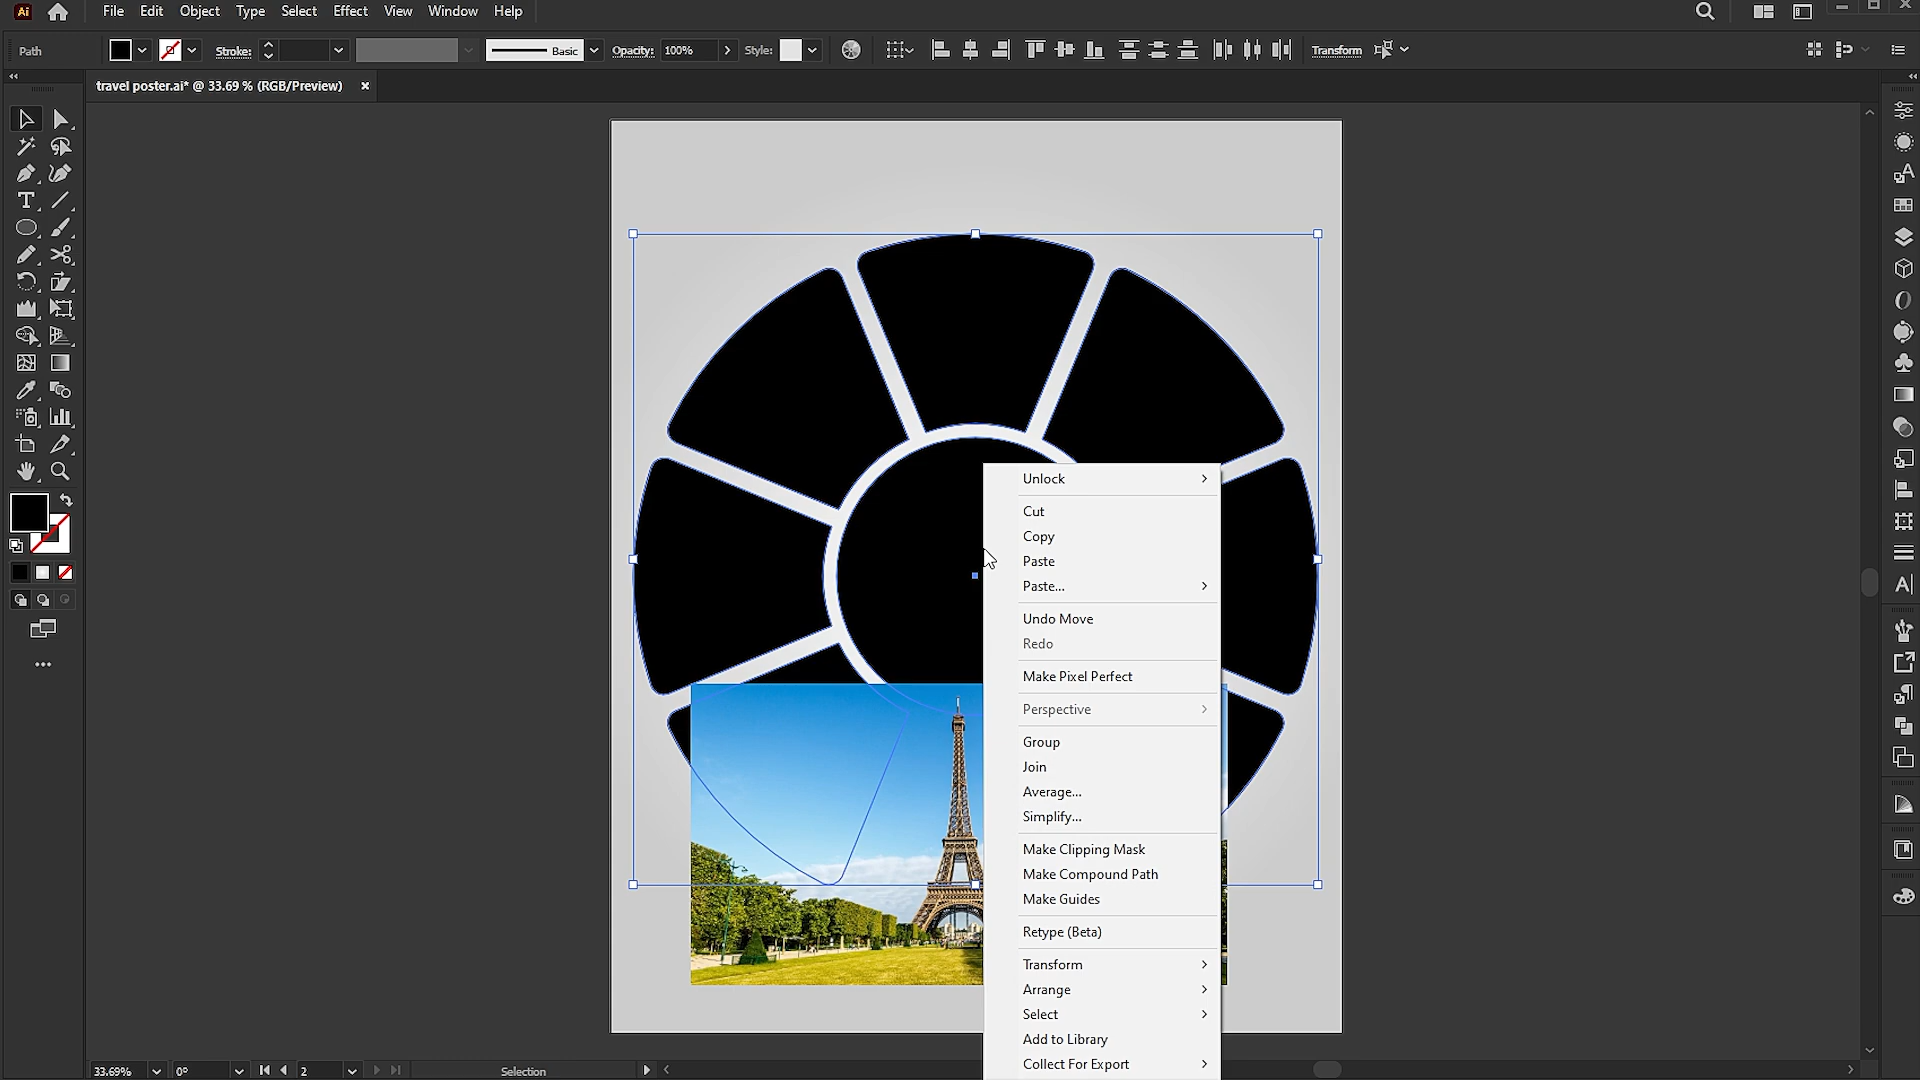 Ai File Edit Object Type Select Effect View Window Help
Path Stroke: Basic Opacity: 100% Style: Transform
travel poster.ai* @ 33.69 % (RGB/Preview)
Unlock
Cut
Copy
Paste
Paste...
Undo Move
Redo
Make Pixel Perfect
Perspective
Group
Join
Average...
Simplify...
Make Clipping Mask
Make Compound Path
Make Guides
Retype (Beta)
Transform
Arrange
Select
Add to Library
Collect For Export
33.69% 0° 2 Selection